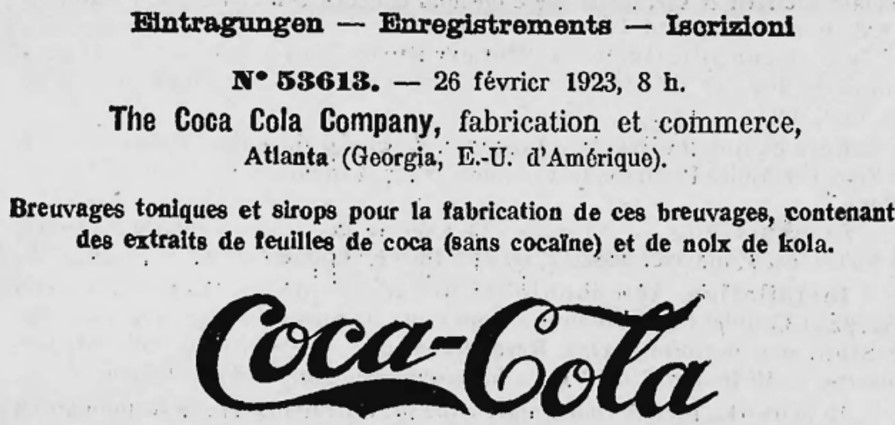 Eintragungen — Enregistrements — Iscrizioni
N° 53613. — 26 février 1923, 8 h.
The Coca Cola Company, fabrication et commerce,
Atlanta (Georgia, E.-U. d'Amérique).
Breuvages toniques et sirops pour la fabrication de ces breuvages, contenant
des extraits de feuilles de coca (sans cocaïne) et de noix de kola.
Coca-Cola